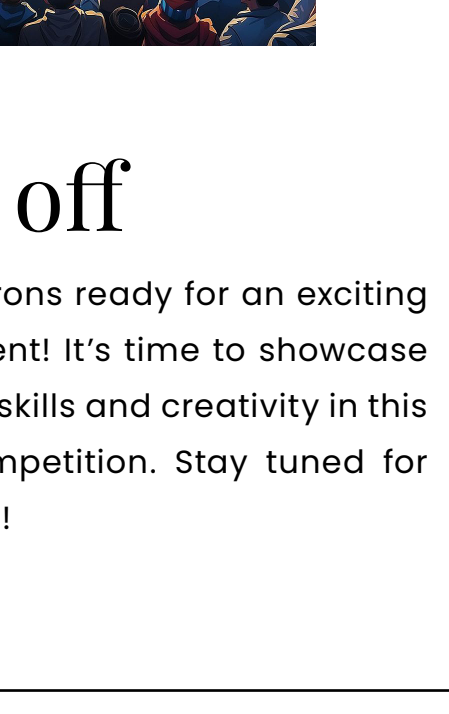 off
rons ready for an exciting
ent! It’s time to showcase
skills and creativity in this
mpetition. Stay tuned for
!